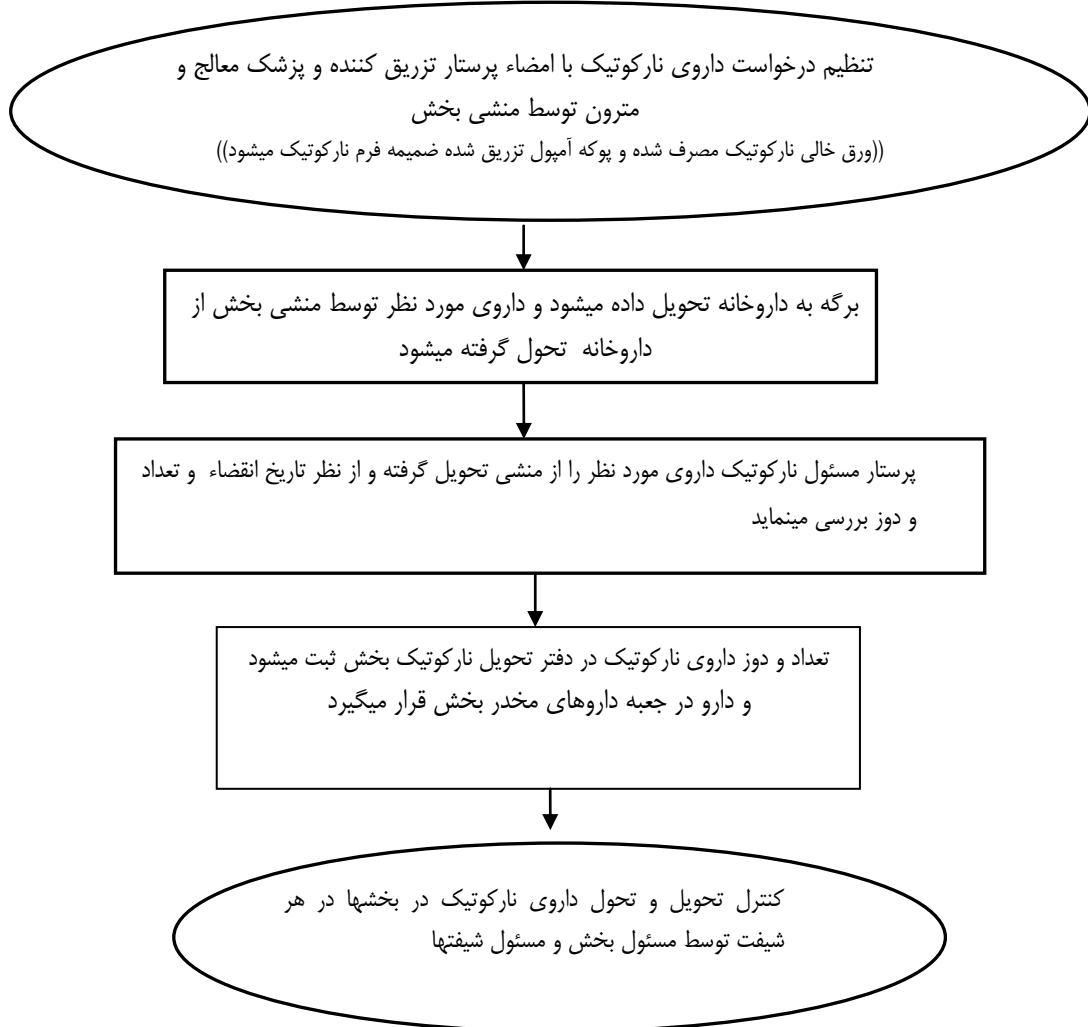 تنظیم درخواست داروی نارکوتیک با امضاء پرستار تزریق کننده و پزشک معالج و
مترون توسط منشی بخش
((ورق خالی نارکوتیک مصرف شده و پوکه آمپول تزریق شده ضمیمه فرم نارکوتیک میشود))
برگه به داروخانه تحویل داده میشود و داروی مورد نظر توسط منشی بخش از
داروخانه تحول گرفته میشود
پرستار مسئول نارکوتیک داروی مورد نظر را از منشی تحویل گرفته و از نظر تاریخ انقضاء و تعداد
و دوز بررسی مینماید
تعداد و دوز داروی نارکوتیک در دفتر تحویل نارکوتیک بخش ثبت میشود
و دارو در جعبه داروهای مخدر بخش قرار میگیرد
کنترل تحویل و تحول داروی نارکوتیک در بخشها در هر
شیفت توسط مسئول بخش و مسئول شیفتها